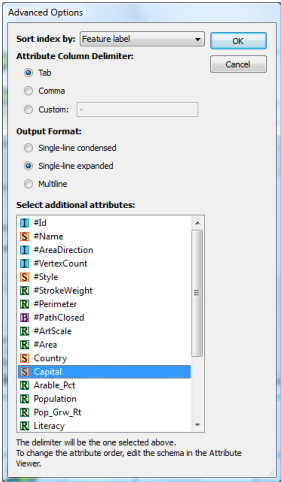 Advanced Options
Sort index by: Feature label
OK
Attribute Column Delimiter:
Cancel
Tab
Comma
Custom: -
Output Format:
Single-line condensed
Single-line expanded
Multiline
Select additional attributes:
I #Id
S #Name
I #AreaDirection
I #VertexCount
S #Style
R #StrokeWeight
R #Perimeter
B #PathClosed
R #ArtScale
R #Area
S Country
S Capital
R Arable_Pct
R Population
R Pop_Grw_Rt
R Literacy
The delimiter will be the one selected above.
To change the attribute order, edit the schema in the Attribute
Viewer.